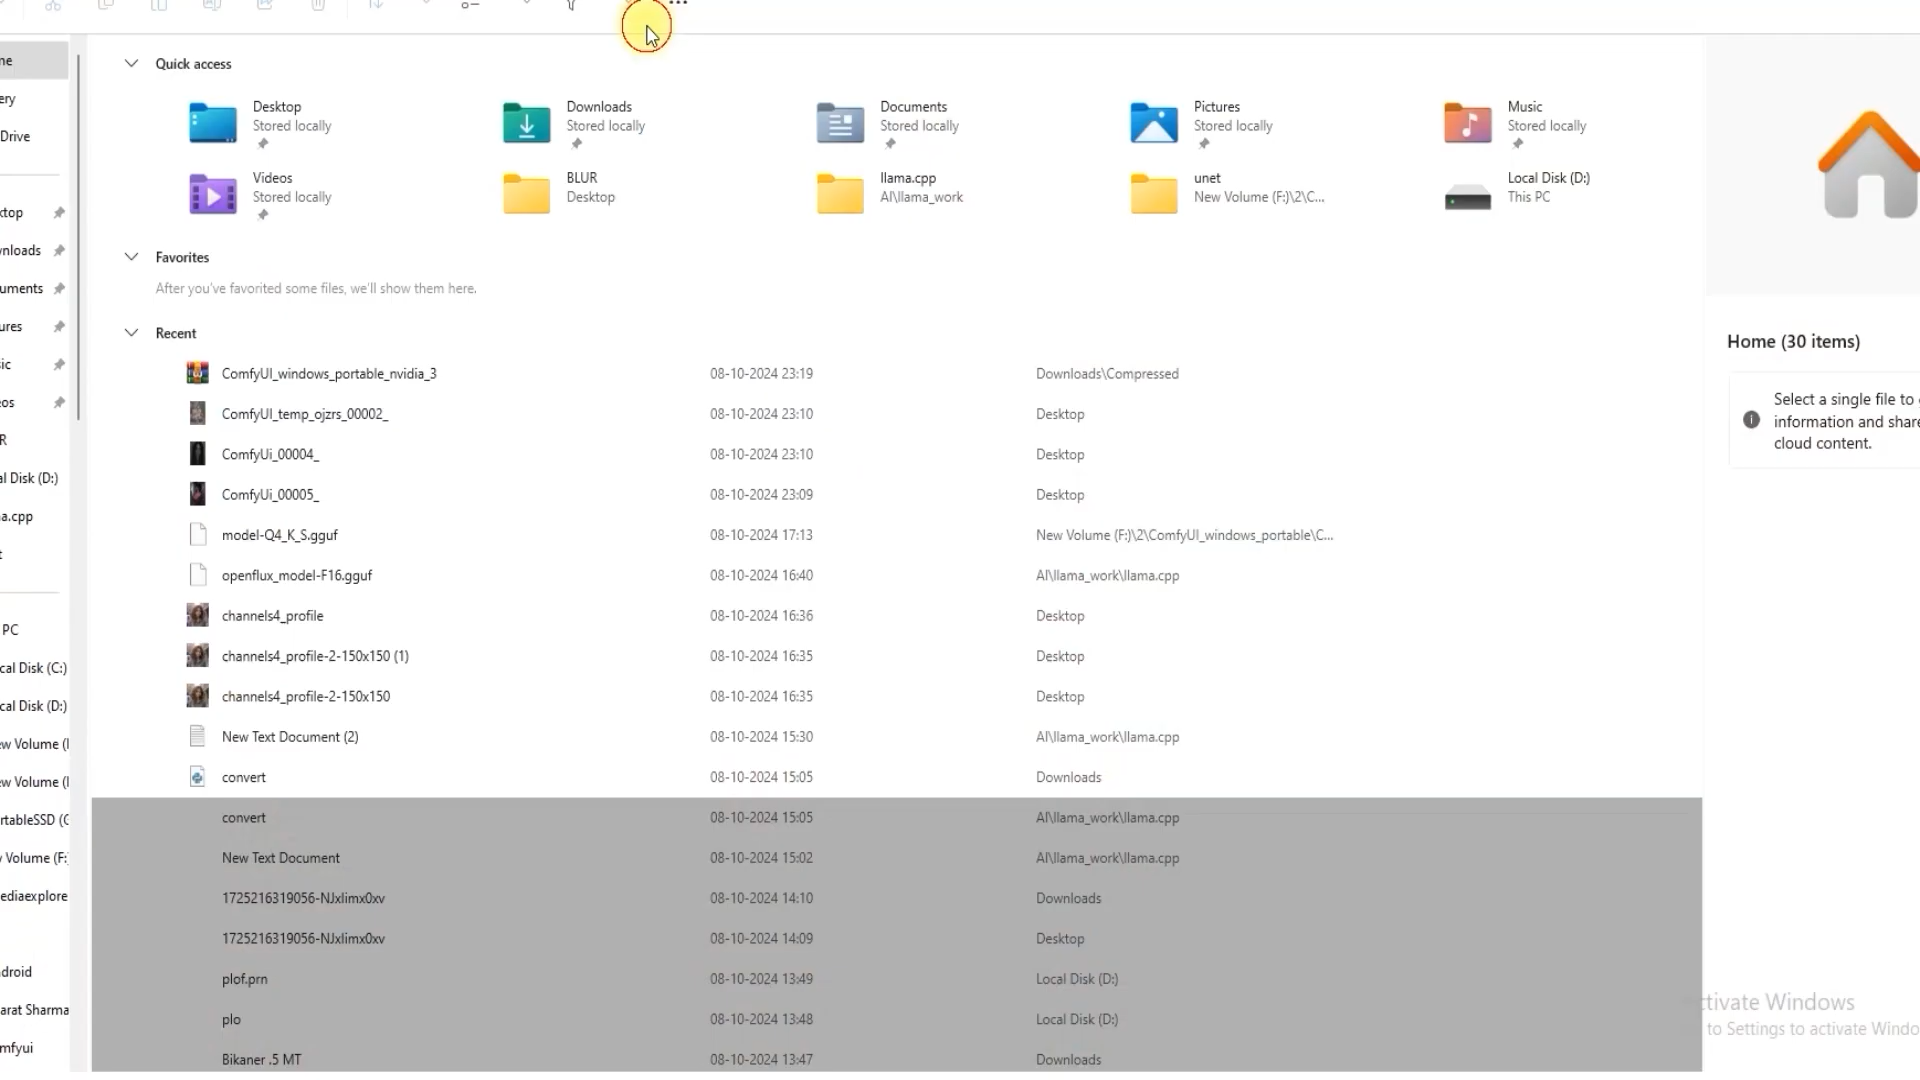 ne
Quick access
ery
Desktop
Stored locally
Downloads
Stored locally
Documents
Stored locally
Pictures
Stored locally
Music
Stored locally
Drive
Videos
Stored locally
BLUR
Desktop
llama.cpp
AI\llama_work
unet
New Volume (F:)\2\C...
Local Disk (D:)
This PC
ktop
wnloads
Favorites
uments
After you've favorited some files, we'll show them here.
ures
Recent
Home (30 items)
ic
ComfyUI_windows_portable_nvidia_3 08-10-2024 23:19 Downloads\Compressed
eos
Select a single file to
information and share
cloud content.
ComfyUI_temp_ojzrs_00002_ 08-10-2024 23:10 Desktop
R
ComfyUi_00004_ 08-10-2024 23:10 Desktop
al Disk (D:)
ComfyUi_00005_ 08-10-2024 23:09 Desktop
a.cpp
model-Q4_K_S.gguf 08-10-2024 17:13 New Volume (F:)\2\ComfyUI_windows_portable\C...
t
openflux_model-F16.gguf 08-10-2024 16:40 AI\llama_work\llama.cpp
channels4_profile 08-10-2024 16:36 Desktop
PC
channels4_profile-2-150x150 (1) 08-10-2024 16:35 Desktop
cal Disk (C:)
channels4_profile-2-150x150 08-10-2024 16:35 Desktop
cal Disk (D:)
New Text Document (2) 08-10-2024 15:30 AI\llama_work\llama.cpp
ew Volume (
convert 08-10-2024 15:05 Downloads
ew Volume (
convert 08-10-2024 15:05 AI\llama_work\llama.cpp
rtableSSD (G
New Text Document 08-10-2024 15:02 AI\llama_work\llama.cpp
w Volume (F:
1725216319056-NJxlimx0xv 08-10-2024 14:10 Downloads
ediaexplore
1725216319056-NJxlimx0xv 08-10-2024 14:09 Desktop
droid
plof.prn 08-10-2024 13:49 Local Disk (D:)
arat Sharma
plo 08-10-2024 13:48 Local Disk (D:)
ctivate Windows
to Settings to activate Windo
mfyui
Bikaner .5 MT 08-10-2024 13:47 Downloads